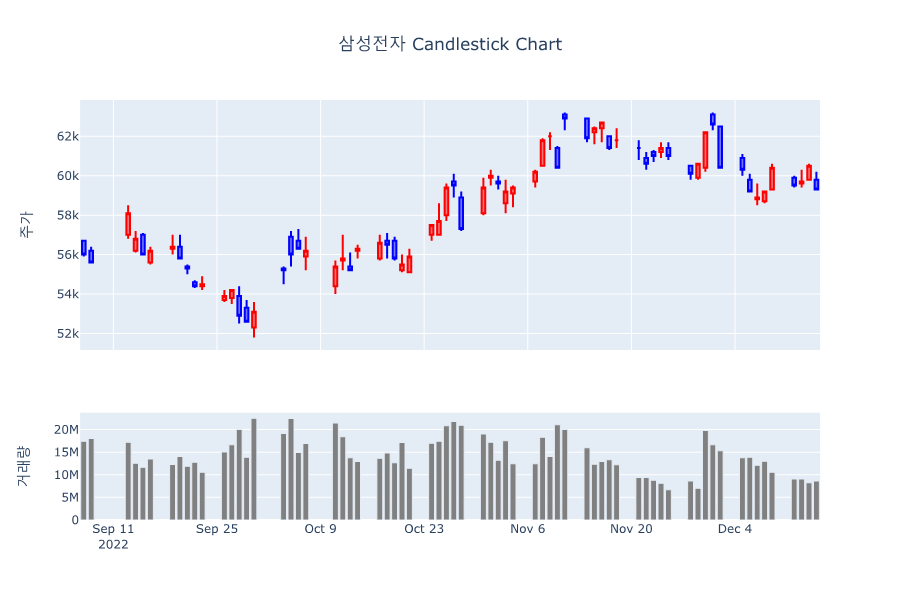 삼성전자 Candlestick Chart
주가
62k
60k
58k
56k
54k
52k
거래량
20M
15M
10M
5M
0
Sep 11
2022
Sep 25
Oct 9
Oct 23
Nov 6
Nov 20
Dec 4